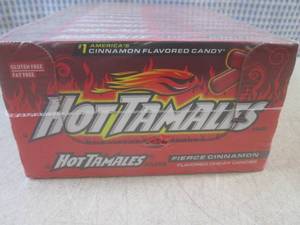 #1 AMERICA'S
CINNAMON FLAVORED CANDY*
GLUTEN FREE
FAT FREE
HOT TAMALES
HOT TAMALES
FIERCE CINNAMON
FLAVORED CHEWY CANDIES